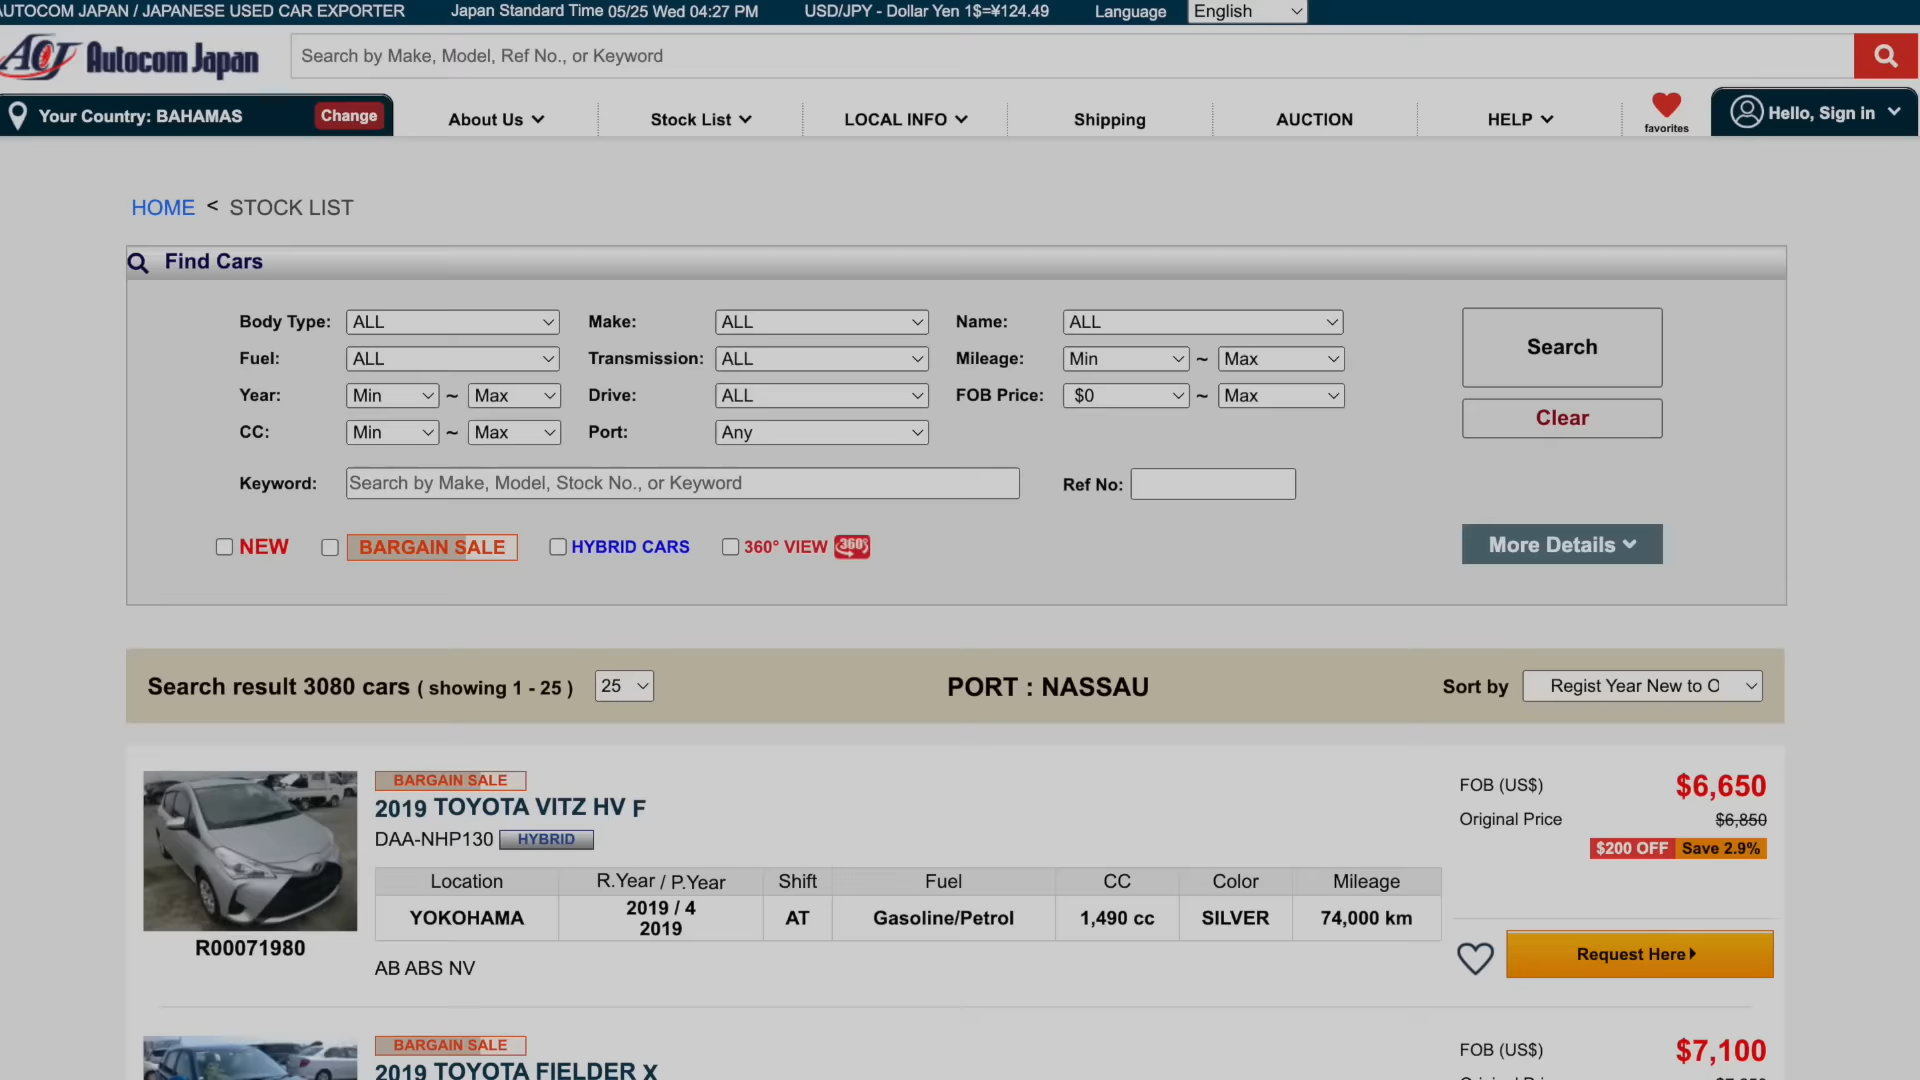 AUTOCOM JAPAN / JAPANESE USED CAR EXPORTER Japan Standard Time 05/25 Wed 04:27 PM USD/JPY - Dollar Yen 1$=¥124.49 Language English
ACJ Autocom Japan Search by Make, Model, Ref No., or Keyword
Your Country: BAHAMAS Change About Us Stock List LOCAL INFO Shipping AUCTION HELP favorites Hello, Sign in
HOME < STOCK LIST
Find Cars
Body Type: ALL Make: ALL Name: ALL Search
Fuel: ALL Transmission: ALL Mileage: Min ~ Max
Year: Min ~ Max Drive: ALL FOB Price: $0 ~ Max
CC: Min ~ Max Port: Any Clear
Keyword: Search by Make, Model, Stock No., or Keyword Ref No:
NEW BARGAIN SALE HYBRID CARS 360° VIEW 360° More Details
Search result 3080 cars ( showing 1 - 25 ) 25 PORT : NASSAU Sort by Regist Year New to O
BARGAIN SALE
2019 TOYOTA VITZ HV F
DAA-NHP130 HYBRID
FOB (US$) $6,650
Original Price $6,850
$200 OFF Save 2.9%
Location R.Year / P.Year Shift Fuel CC Color Mileage
YOKOHAMA 2019 / 4 2019 AT Gasoline/Petrol 1,490 cc SILVER 74,000 km
R00071980
AB ABS NV
Request Here
BARGAIN SALE
2019 TOYOTA FIELDER X
FOB (US$) $7,100